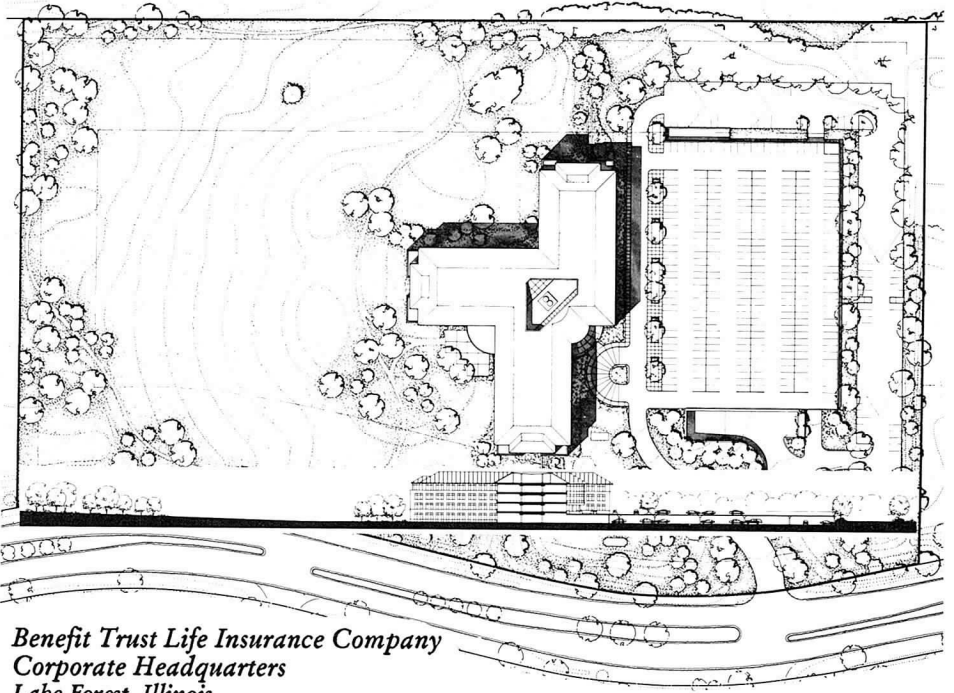 Benefit Trust Life Insurance Company
Corporate Headquarters
Lake Forest, Illinois